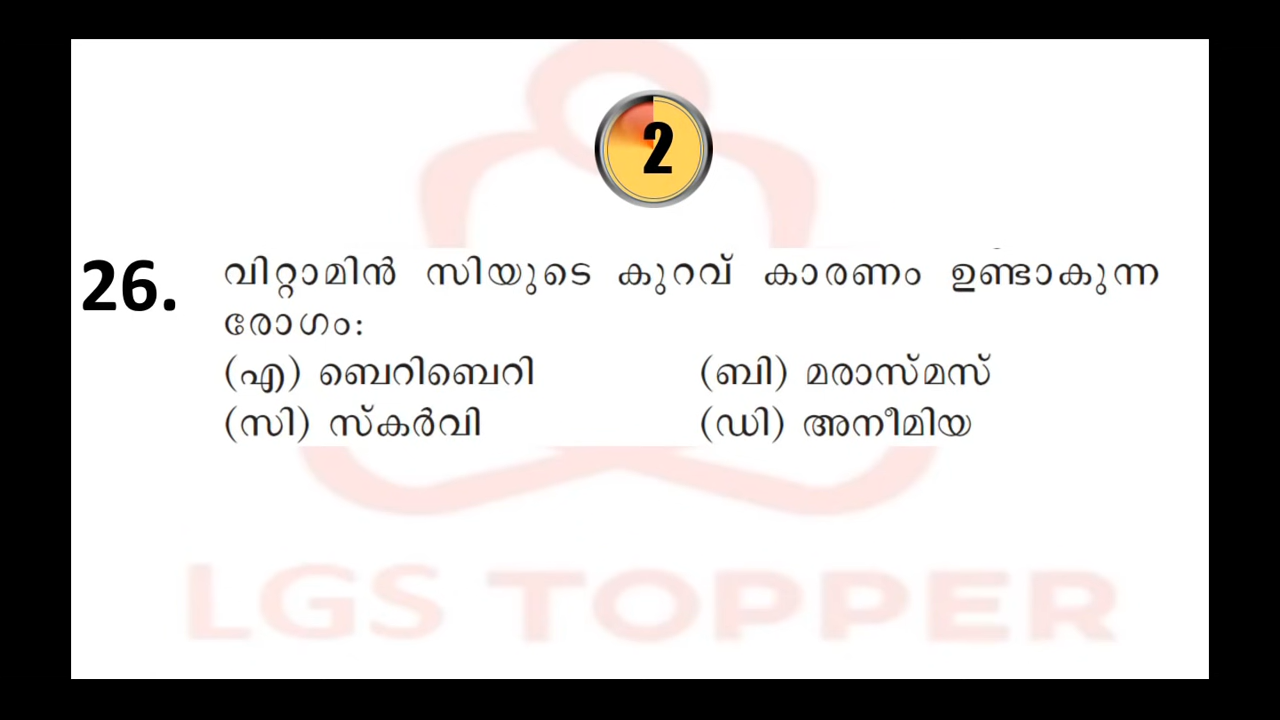 2
26. വിറ്റാമിൻ സിയുടെ കുറവ് കാരണം ഉണ്ടാകുന്ന
രോഗം:
(എ) ബെറിബെറി (ബി) മരാസ്മസ്
(സി) സ്കർവി (ഡി) അനീമിയ
LGS TOPPER